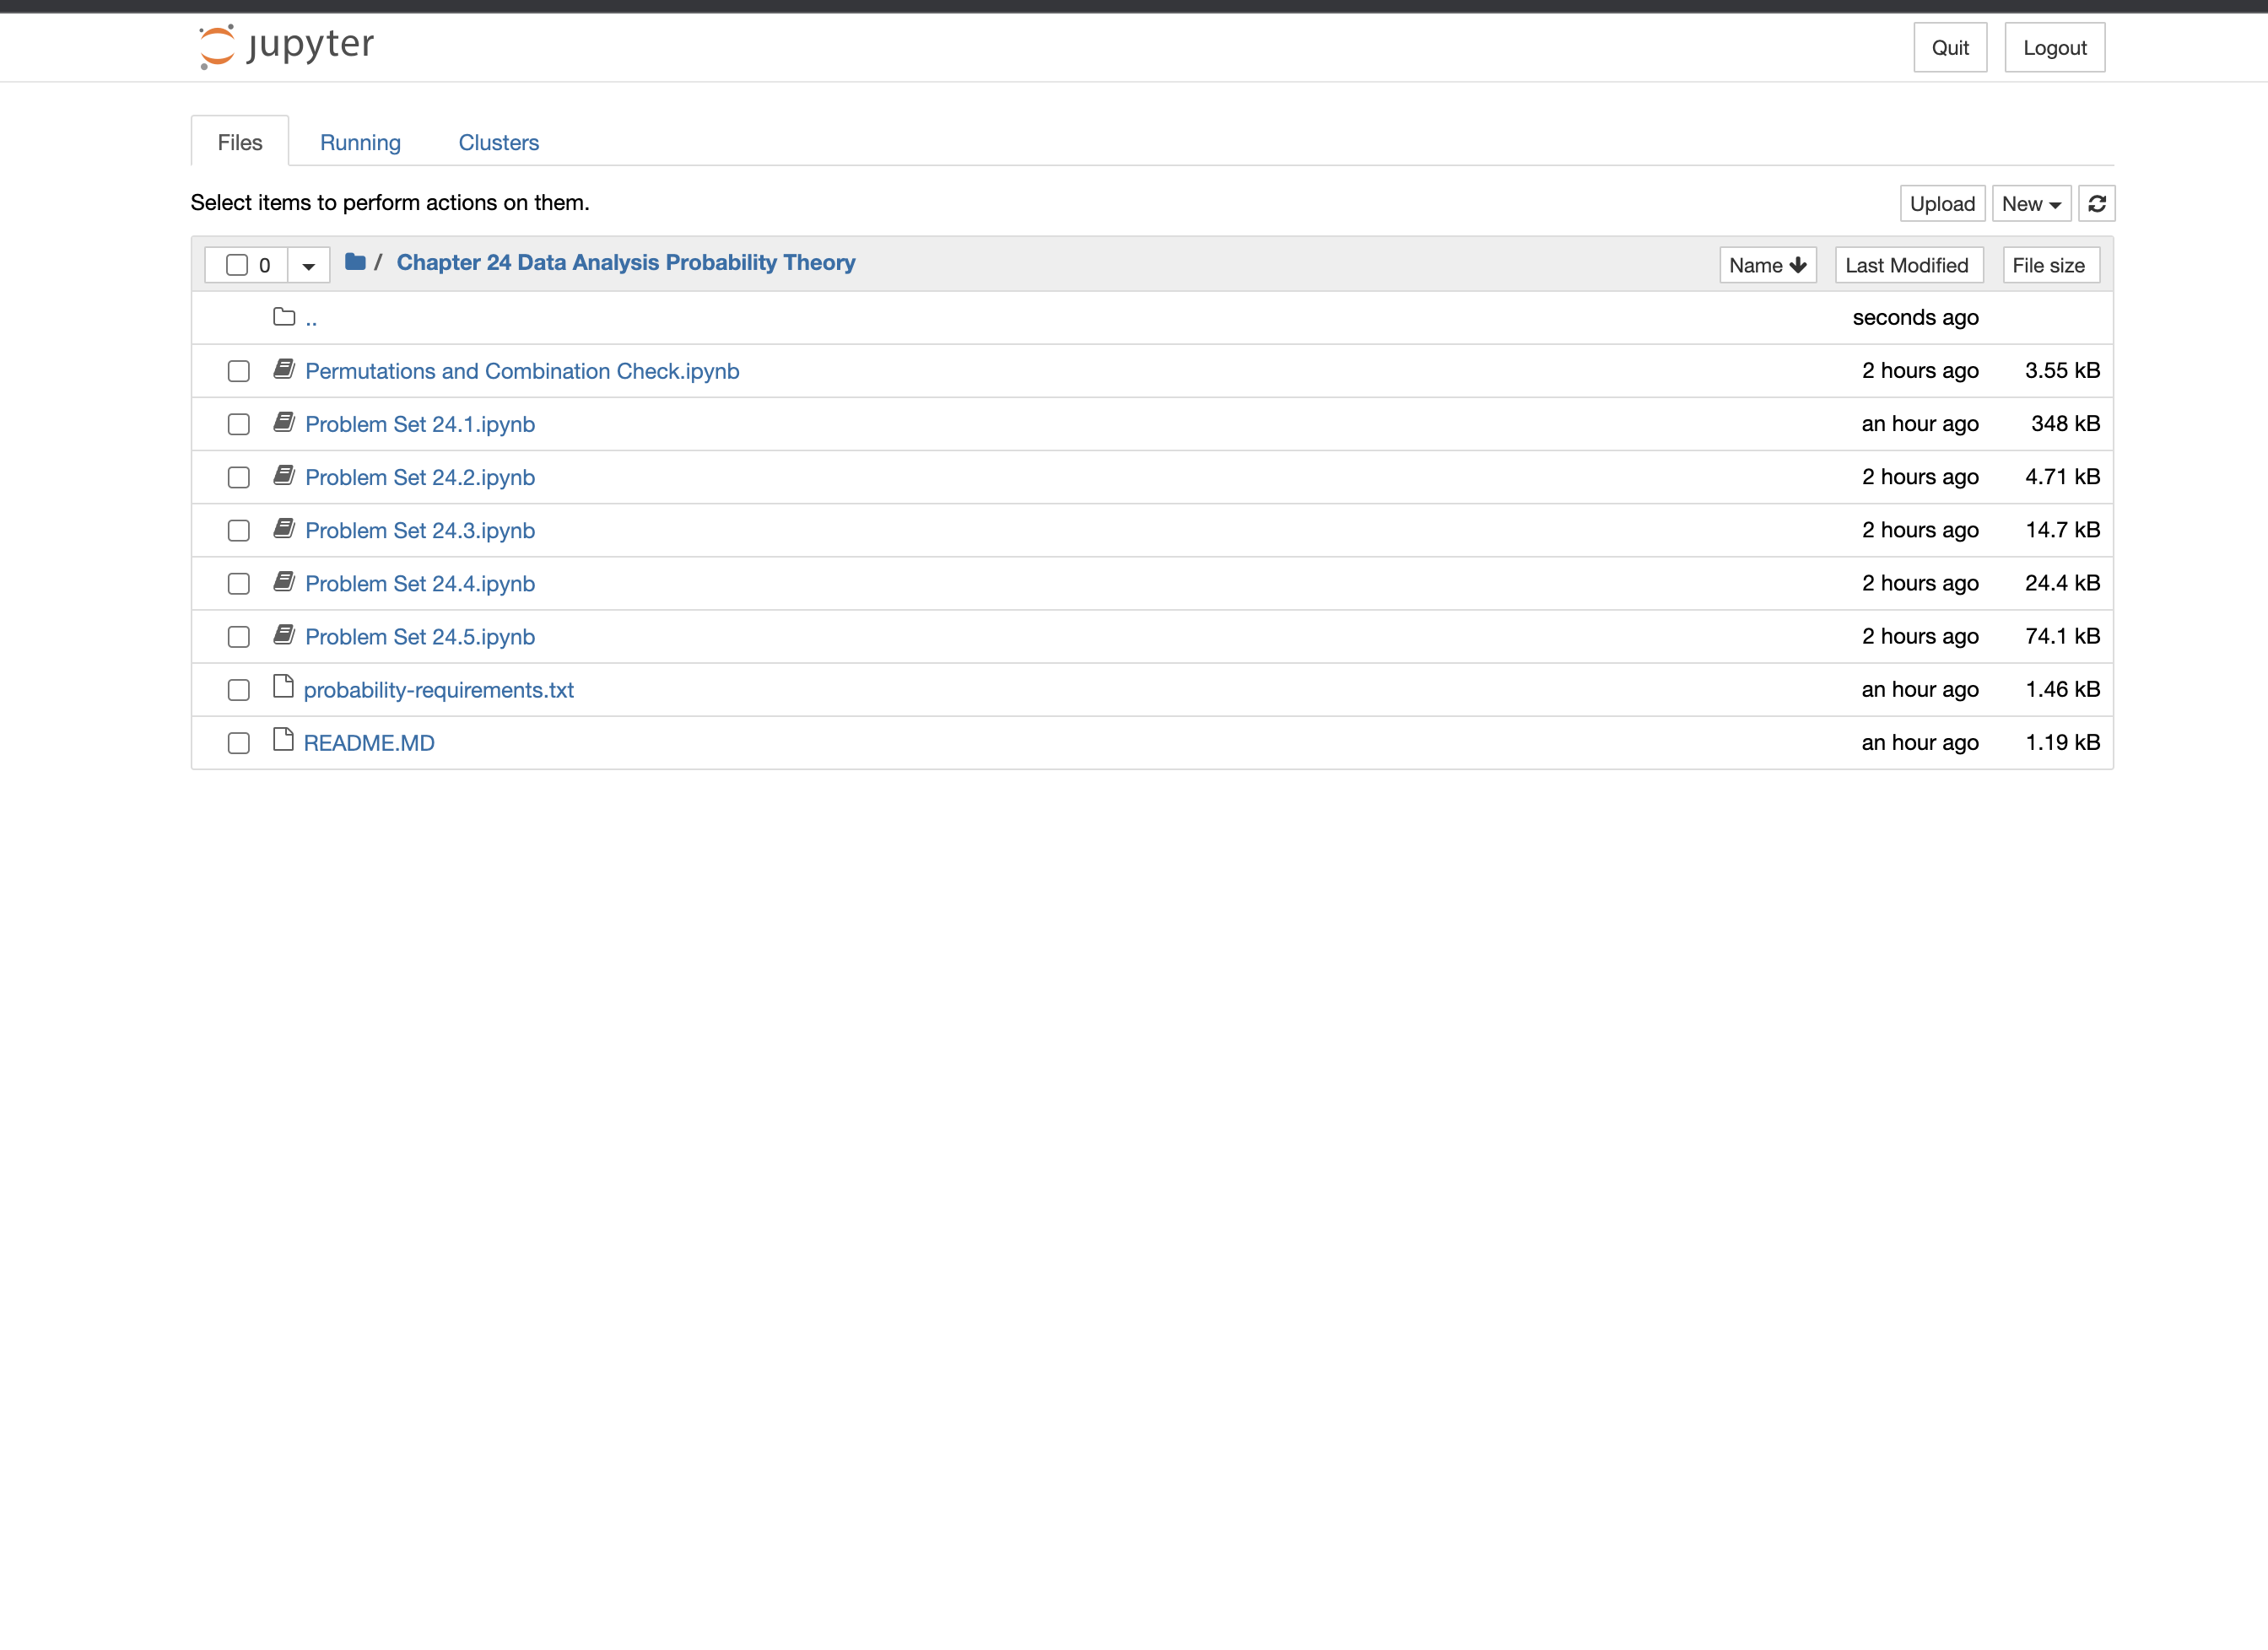 jupyter
Quit Logout
Files Running Clusters
Select items to perform actions on them.
Upload New
0 / Chapter 24 Data Analysis Probability Theory Name Last Modified File size
.. seconds ago
Permutations and Combination Check.ipynb 2 hours ago 3.55 kB
Problem Set 24.1.ipynb an hour ago 348 kB
Problem Set 24.2.ipynb 2 hours ago 4.71 kB
Problem Set 24.3.ipynb 2 hours ago 14.7 kB
Problem Set 24.4.ipynb 2 hours ago 24.4 kB
Problem Set 24.5.ipynb 2 hours ago 74.1 kB
probability-requirements.txt an hour ago 1.46 kB
README.MD an hour ago 1.19 kB